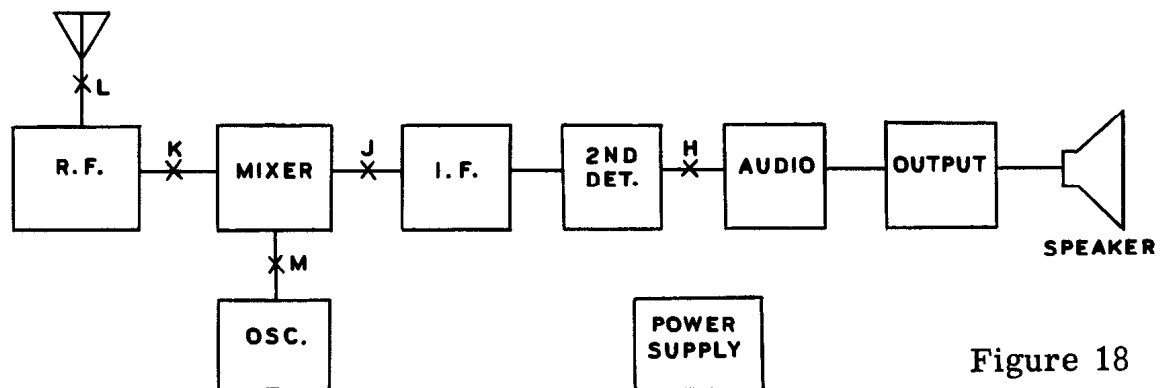 L
R.F.
K
MIXER
J
I.F.
2ND
DET.
H
AUDIO
OUTPUT
SPEAKER
M
OSC.
POWER
SUPPLY
Figure 18